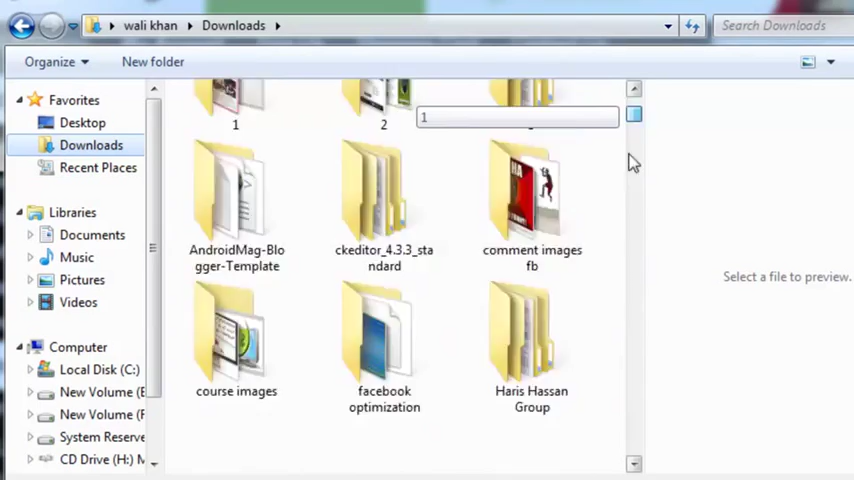 wali khan Downloads
Search Downloads
Organize New folder
Favorites
Desktop
Downloads
Recent Places
Libraries
Documents
Music
Pictures
Videos
Computer
Local Disk (C:)
New Volume (E
New Volume (F
System Reserve
CD Drive (H:) M
1
2
1
AndroidMag-Blo
gger-Template
ckeditor_4.3.3_sta
ndard
comment images
fb
course images
facebook
optimization
Haris Hassan
Group
Select a file to preview.